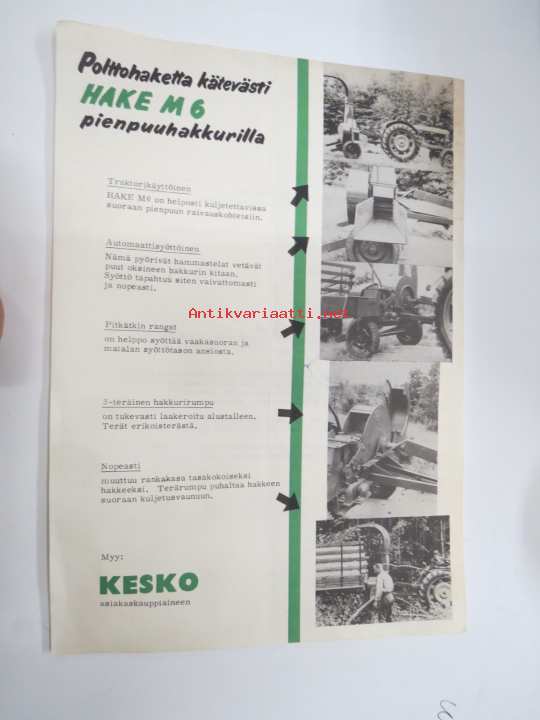 Polttohaketta kätevästi
HAKE M 6
pienpuuhakkurilla
Traktorikäyttöinen
HAKE M6 on helposti kuljetettavissa
suoraan pienpuun raivauskohteisiin.
Automaattisyöttöinen
Nämä pyörivät hammastelat vetävät
puut oksineen hakkurin kitaan.
Syöttö tapahtuu siten vaivattomasti
ja nopeasti.
Antikvariaatti.net
Pitkätkin rangat
on helppo syöttää vaakasuoran ja
matalan syöttötason ansiosta.
3-teräinen hakkurirumpu
on tukevasti laakeroitu alustalleen.
Terät erikoisterästä.
Nopeasti
muuttuu rankakasa tasakokoiseksi
hakkeeksi. Terärumpu puhaltaa hakkeen
suoraan kuljetusvaunuun.
Myy:
KESKO
asiakaskauppiaineen